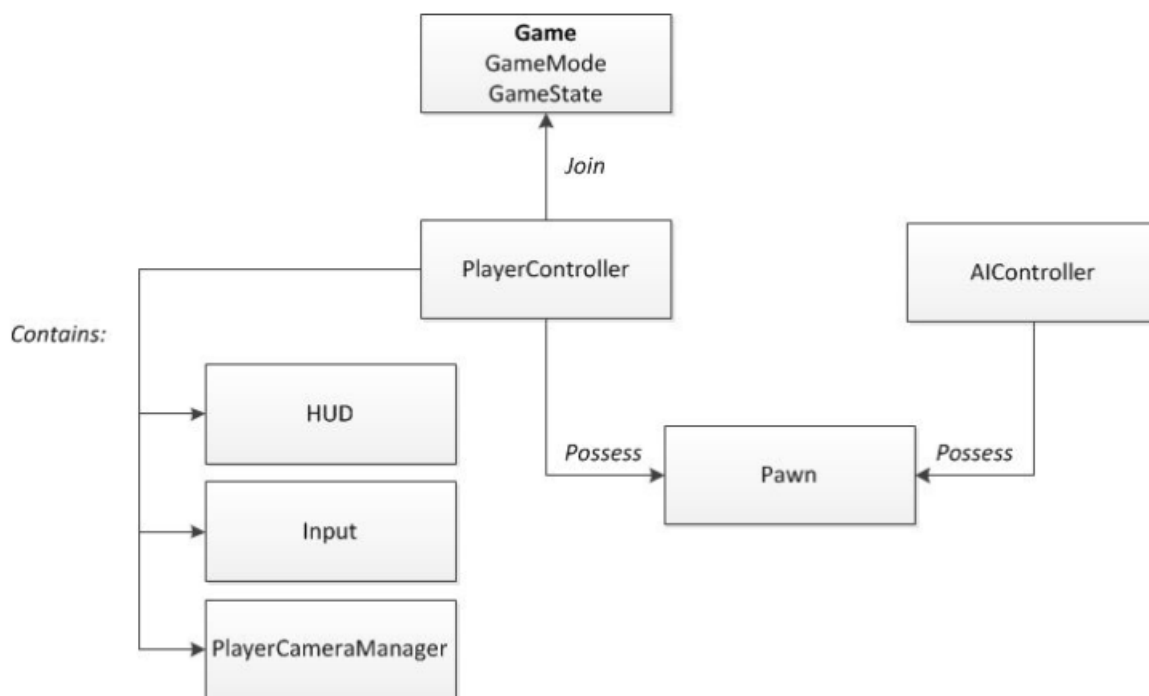 Game
GameMode
GameState
Join
PlayerController
AIController
Contains:
HUD
Possess
Pawn
Possess
Input
PlayerCameraManager